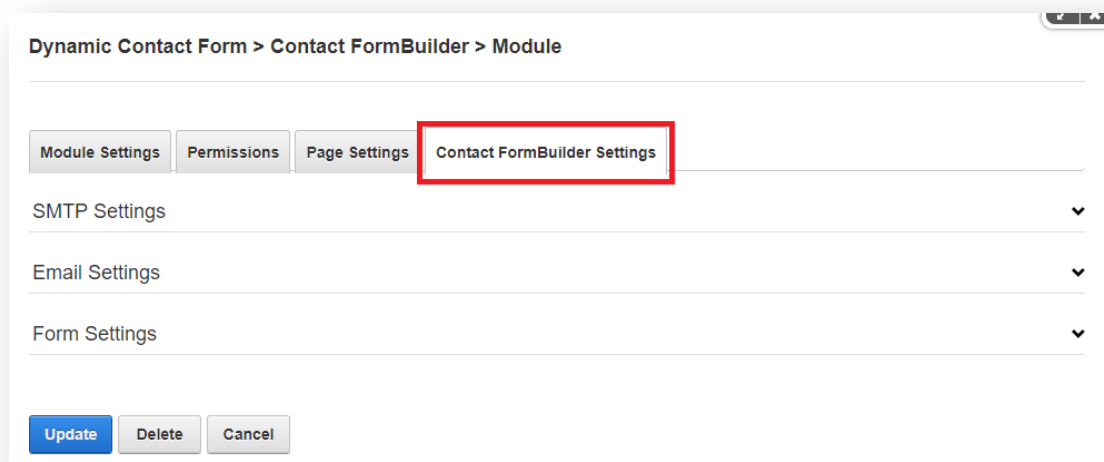 Dynamic Contact Form > Contact FormBuilder > Module
Module Settings Permissions Page Settings Contact FormBuilder Settings
SMTP Settings
Email Settings
Form Settings
Update Delete Cancel